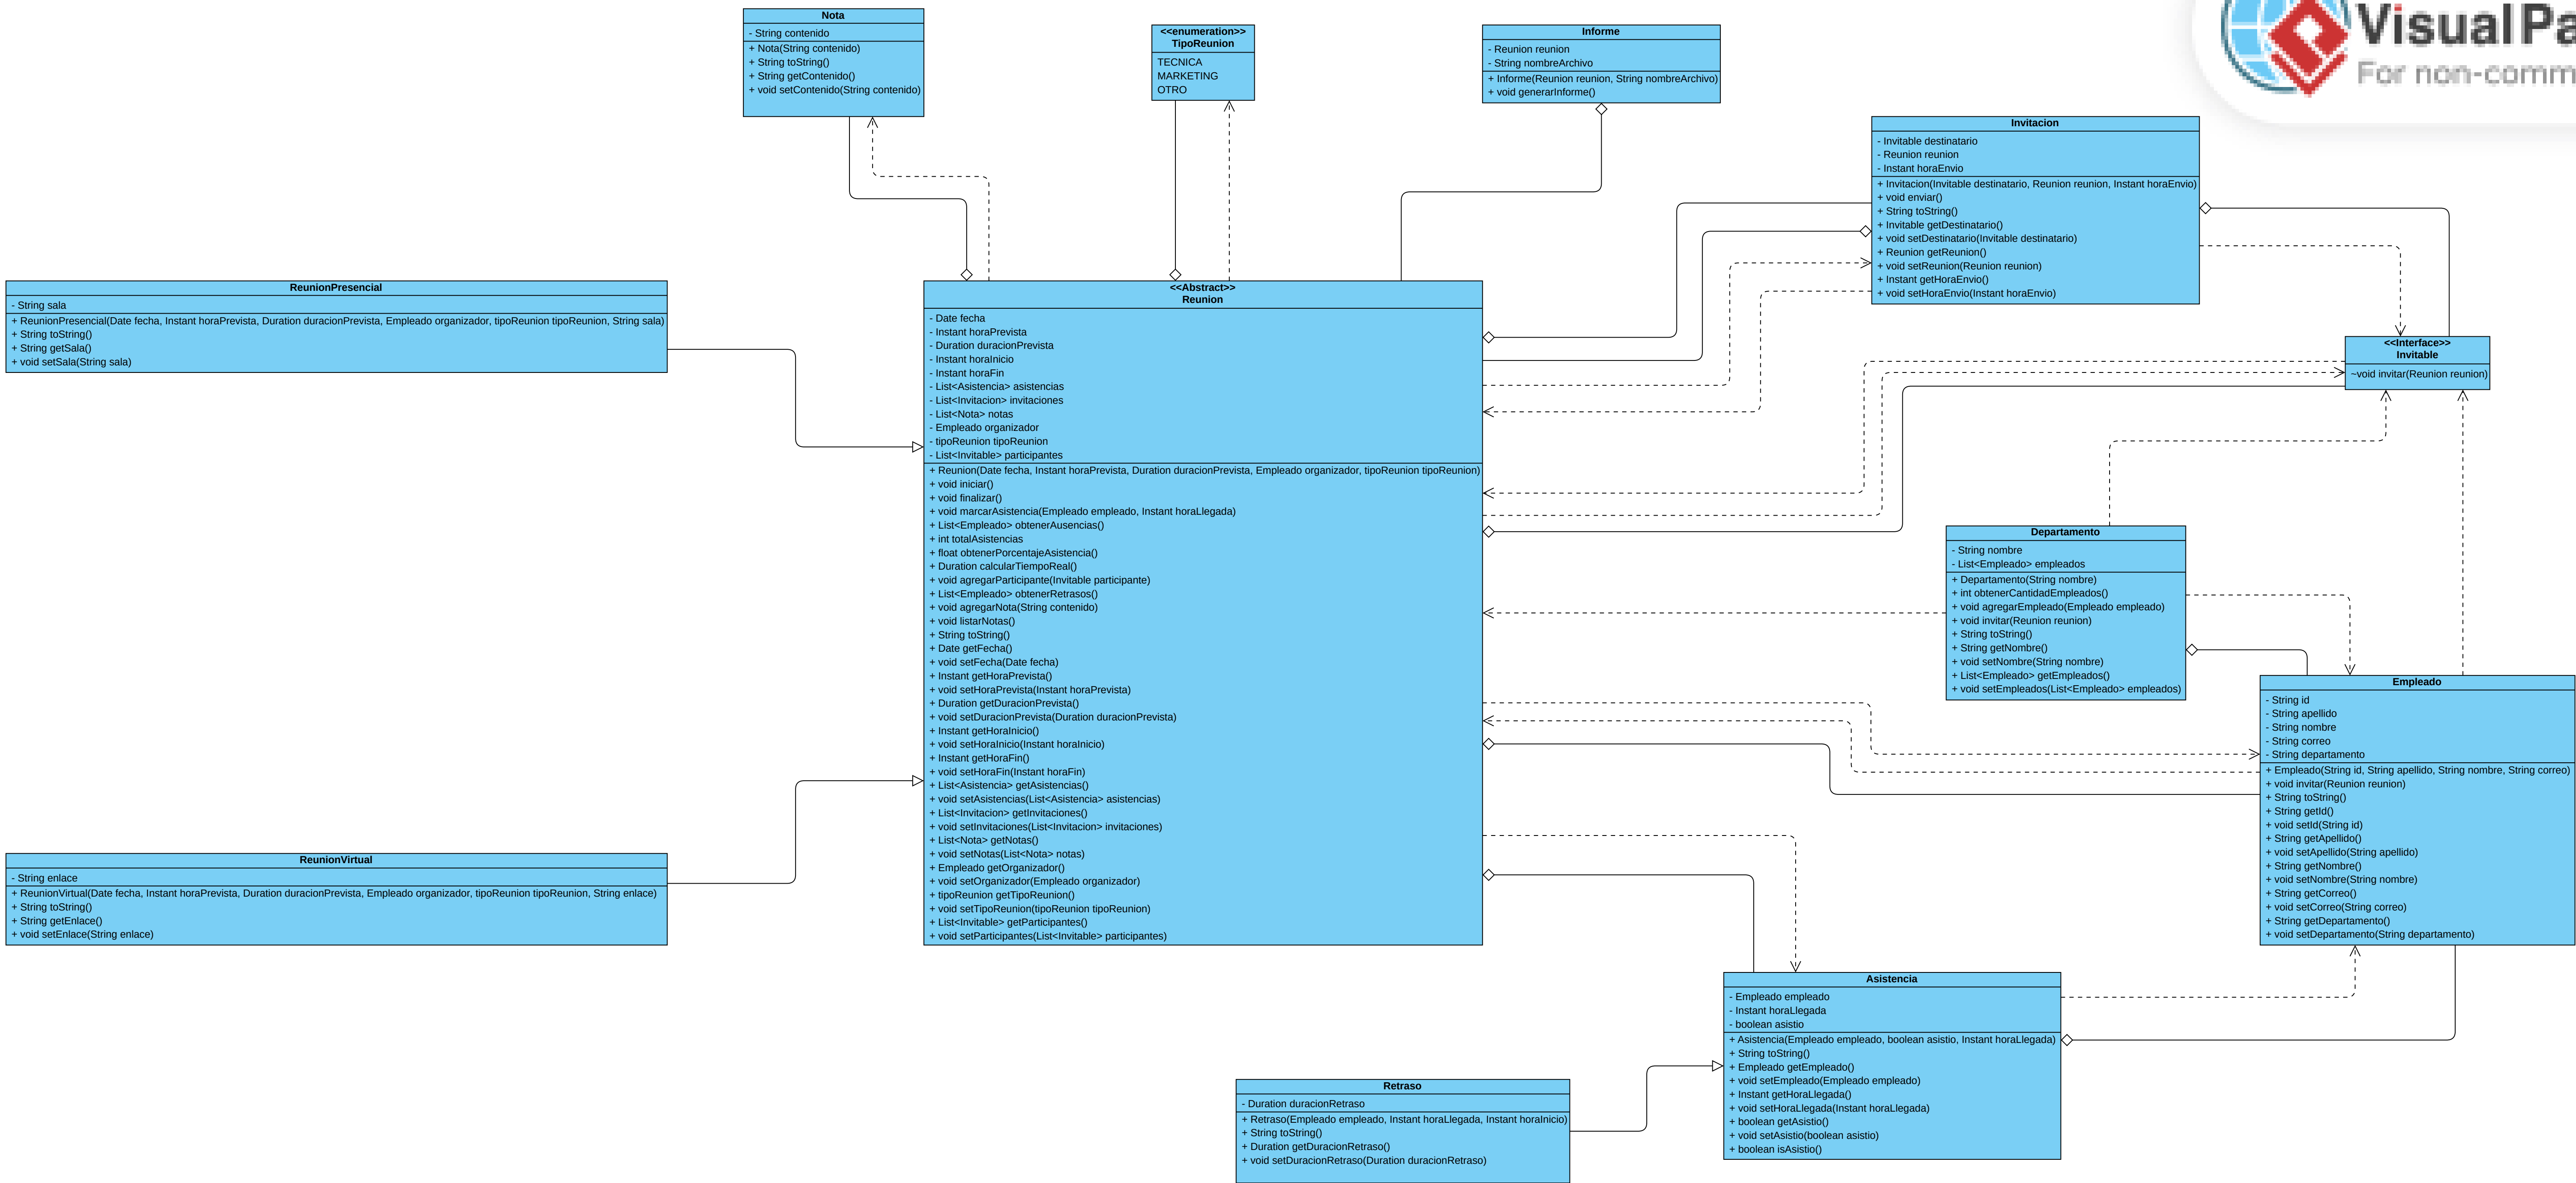 Nota
- String contenido
+ Nota(String contenido)
+ String toString()
+ String getContenido()
+ void setContenido(String contenido)
<<enumeration>>
TipoReunion
TECNICA
MARKETING
OTRO
Informe
- Reunion reunion
- String nombreArchivo
+ Informe(Reunion reunion, String nombreArchivo)
+ void generarInforme()
Visual
For
Invitacion
- Invitable destinatario
- Reunion reunion
- Instant horaEnvio
+ Invitacion(Invitable destinatario, Reunion reunion, Instant horaEnvio)
+ void enviar()
+ String toString()
+ Invitable getDestinatario()
+ void setDestinatario(Invitable destinatario)
+ Reunion getReunion()
+ void setReunion(Reunion reunion)
+ Instant getHoraEnvio()
+ void setHoraEnvio(Instant horaEnvio)
ReunionPresencial
- String sala
+ ReunionPresencial(Date fecha, Instant horaPrevista, Duration duracionPrevista, Empleado organizador, tipoReunion tipoReunion, String sala)
+ String toString()
+ String getSala()
+ void setSala(String sala)
<<Abstract>>
Reunion
- Date fecha
- Instant horaPrevista
- Duration duracionPrevista
- Instant horaInicio
- Instant horaFin
- List<Asistencia> asistencias
- List<Invitacion> invitaciones
- List<Nota> notas
- Empleado organizador
- tipoReunion tipoReunion
- List<Invitable> participantes
+ Reunion(Date fecha, Instant horaPrevista, Duration duracionPrevista, Empleado organizador, tipoReunion tipoReunion)
+ void iniciar()
+ void finalizar()
+ void marcarAsistencia(Empleado empleado, Instant horaLlegada)
+ List<Empleado> obtenerAusencias()
+ int totalAsistencias
+ float obtenerPorcentajeAsistencia()
+ Duration calcularTiempoReal()
+ void agregarParticipante(Invitable participante)
+ List<Empleado> obtenerRetrasos()
+ void agregarNota(String contenido)
+ void listarNotas()
+ String toString()
+ Date getFecha()
+ void setFecha(Date fecha)
+ Instant getHoraPrevista()
+ void setHoraPrevista(Instant horaPrevista)
+ Duration getDuracionPrevista()
+ void setDuracionPrevista(Duration duracionPrevista)
+ Instant getHoraInicio()
+ void setHoraInicio(Instant horaInicio)
+ Instant getHoraFin()
+ void setHoraFin(Instant horaFin)
+ List<Asistencia> getAsistencias()
+ void setAsistencias(List<Asistencia> asistencias)
+ List<Invitacion> getInvitaciones()
+ void setInvitaciones(List<Invitacion> invitaciones)
+ List<Nota> getNotas()
+ void setNotas(List<Nota> notas)
+ Empleado getOrganizador()
+ void setOrganizador(Empleado organizador)
+ tipoReunion getTipoReunion()
+ void setTipoReunion(tipoReunion tipoReunion)
+ List<Invitable> getParticipantes()
+ void setParticipantes(List<Invitable> participantes)
<<Interface>>
Invitable
~void invitar(Reunion reunion)
Departamento
- String nombre
- List<Empleado> empleados
+ Departamento(String nombre)
+ int obtenerCantidadEmpleados()
+ void agregarEmpleado(Empleado empleado)
+ void invitar(Reunion reunion)
+ String toString()
+ String getNombre()
+ void setNombre(String nombre)
+ List<Empleado> getEmpleados()
+ void setEmpleados(List<Empleado> empleados)
Empleado
- String id
- String apellido
- String nombre
- String correo
- String departamento
+ Empleado(String id, String apellido, String nombre, String correo)
+ void invitar(Reunion reunion)
+ String toString()
+ String getId()
+ void setId(String id)
+ String getApellido()
+ void setApellido(String apellido)
+ String getNombre()
+ void setNombre(String nombre)
+ String getCorreo()
+ void setCorreo(String correo)
+ String getDepartamento()
+ void setDepartamento(String departamento)
ReunionVirtual
- String enlace
+ ReunionVirtual(Date fecha, Instant horaPrevista, Duration duracionPrevista, Empleado organizador, tipoReunion tipoReunion, String enlace)
+ String toString()
+ String getEnlace()
+ void setEnlace(String enlace)
Asistencia
- Empleado empleado
- Instant horaLlegada
- boolean asistio
+ Asistencia(Empleado empleado, boolean asistio, Instant horaLlegada)
+ String toString()
+ Empleado getEmpleado()
+ void setEmpleado(Empleado empleado)
+ Instant getHoraLlegada()
+ void setHoraLlegada(Instant horaLlegada)
+ boolean getAsistio()
+ void setAsistio(boolean asistio)
+ boolean isAsistio()
Retraso
- Duration duracionRetraso
+ Retraso(Empleado empleado, Instant horaLlegada, Instant horaInicio)
+ String toString()
+ Duration getDuracionRetraso()
+ void setDuracionRetraso(Duration duracionRetraso)